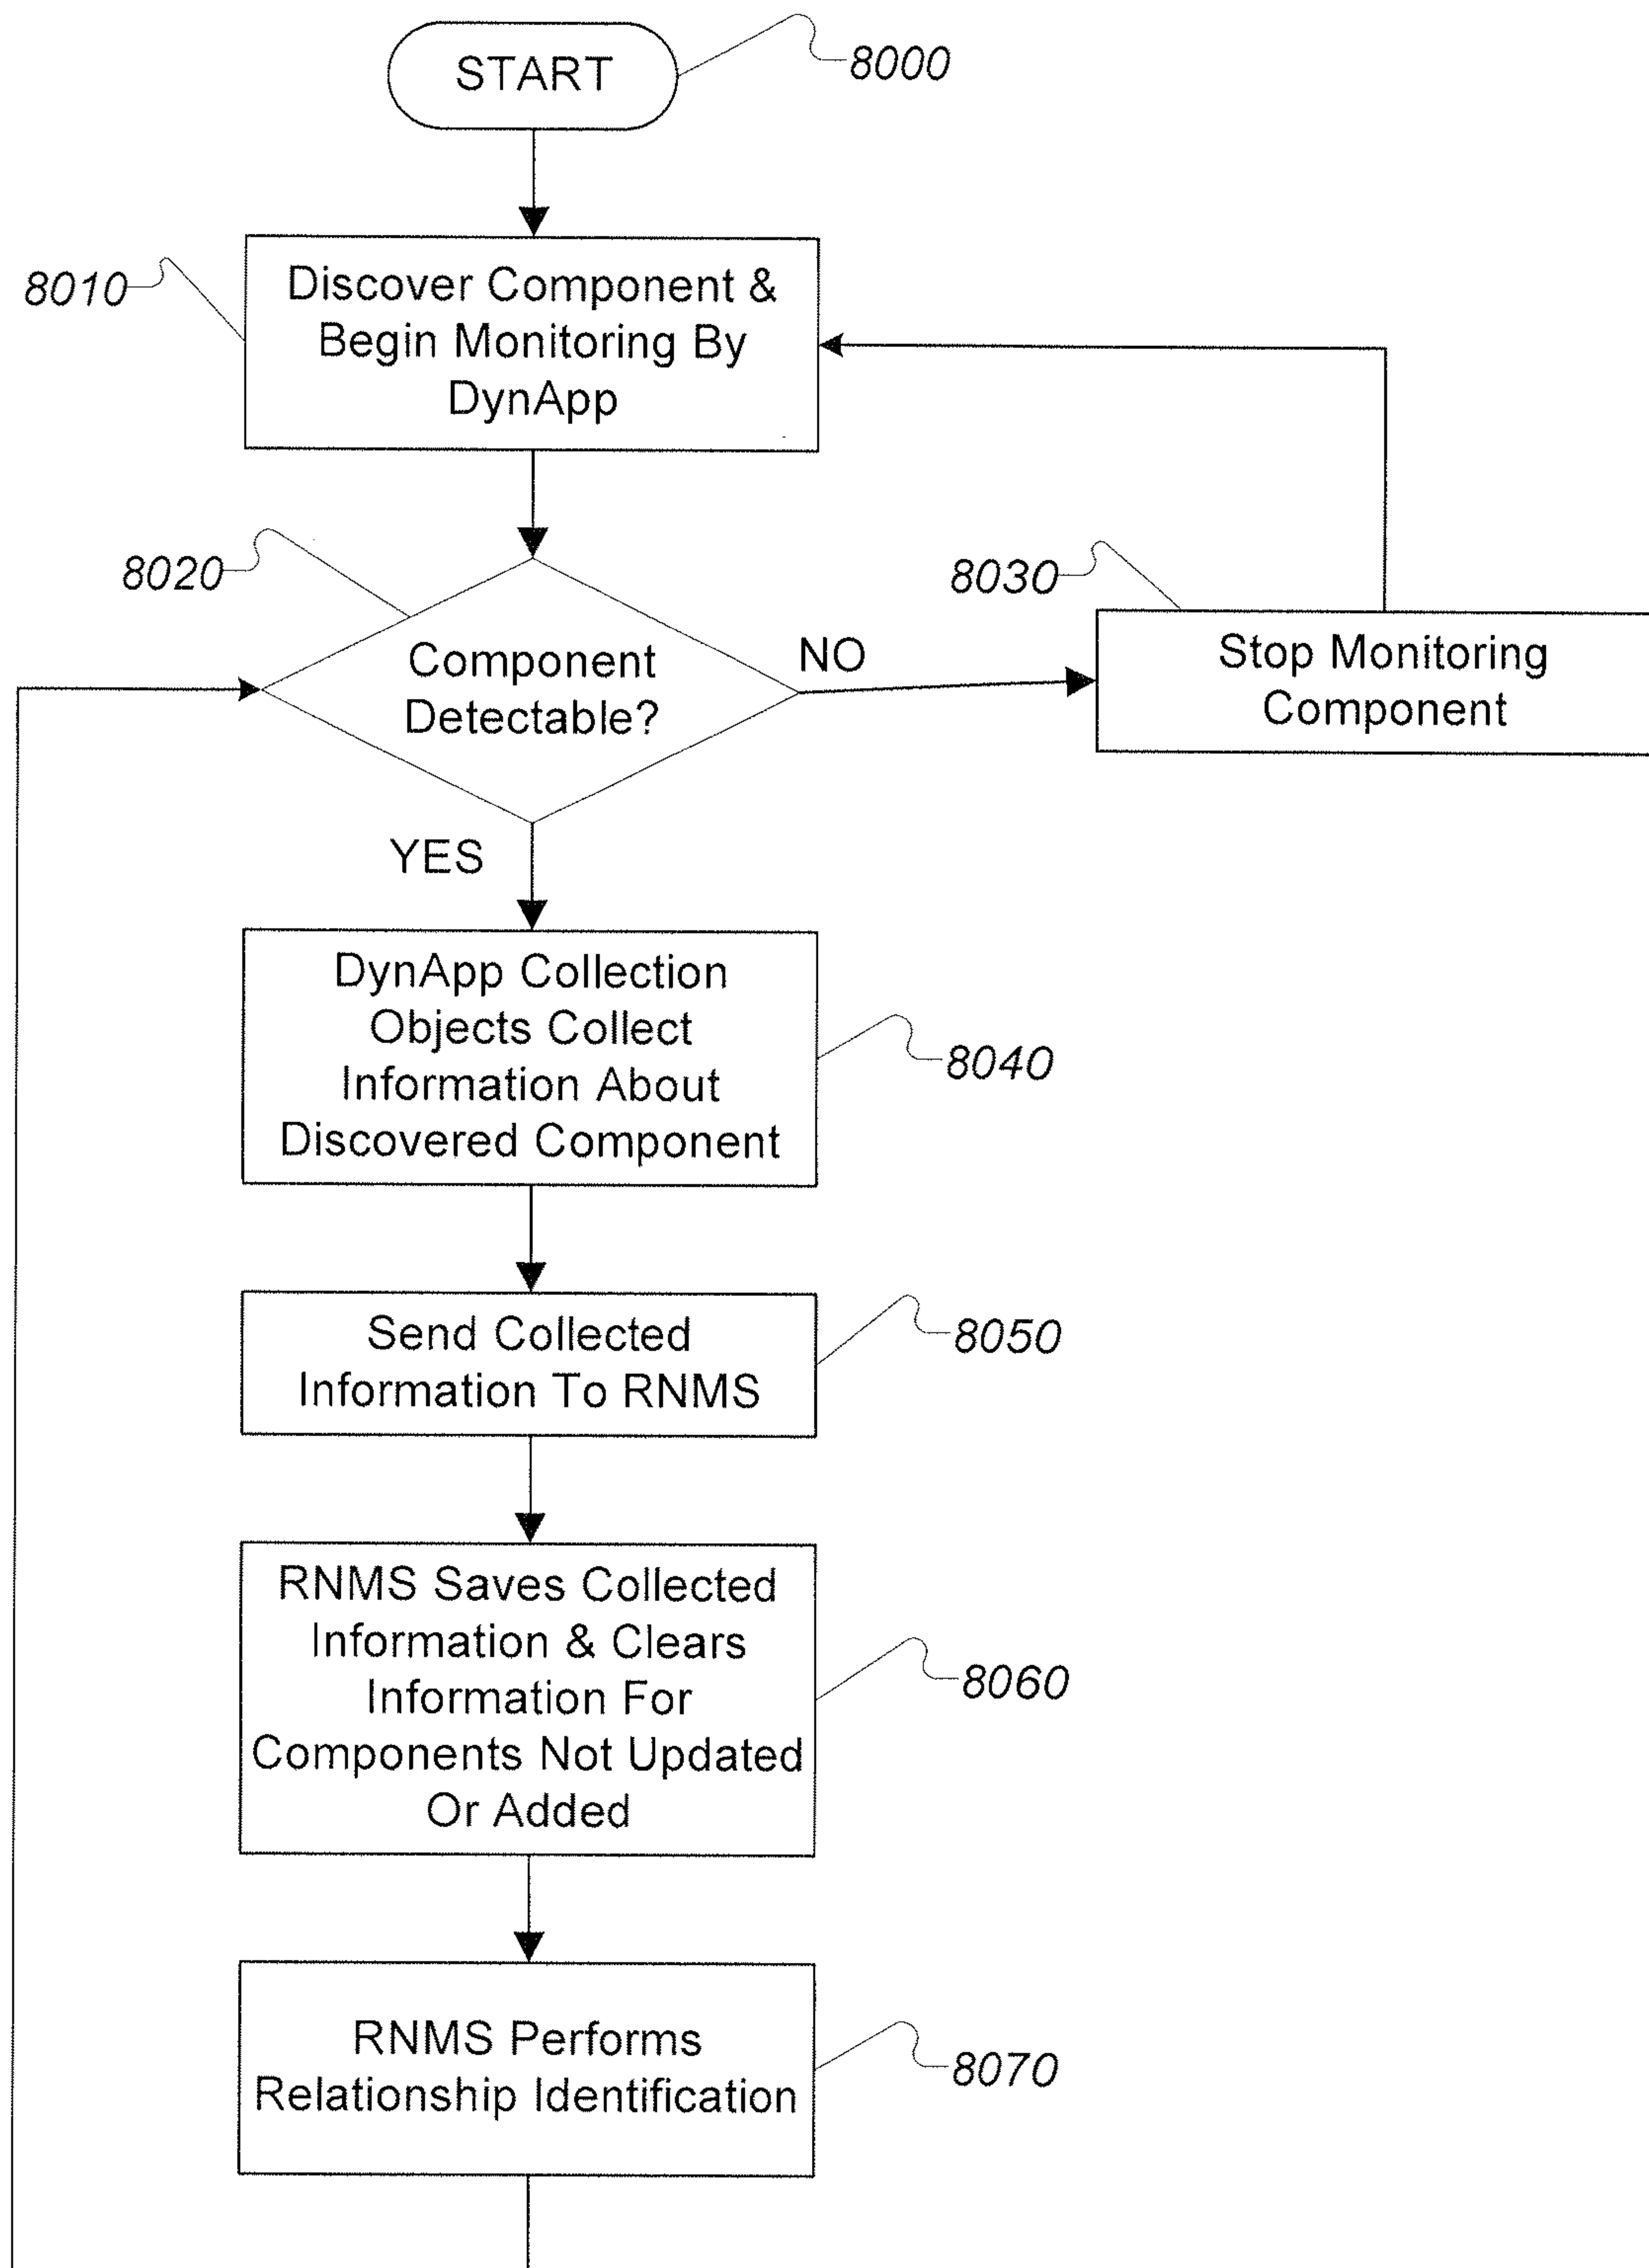 START
8000
8010
Discover Component &
Begin Monitoring By
DynApp
8020
Component
Detectable?
NO
8030
Stop Monitoring
Component
YES
DynApp Collection
Objects Collect
Information About
Discovered Component
8040
Send Collected
Information To RNMS
8050
RNMS Saves Collected
Information & Clears
Information For
Components Not Updated
Or Added
8060
RNMS Performs
Relationship Identification
8070